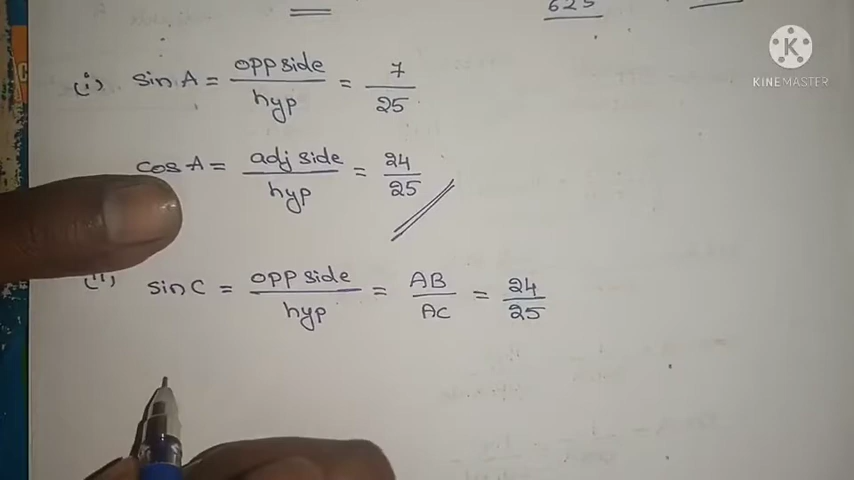 625
K
KINEMASTER
(i) sin A = opp side / hyp = 7 / 25
cos A = adj side / hyp = 24 / 25
(ii) sin C = opp side / hyp = AB / AC = 24 / 25